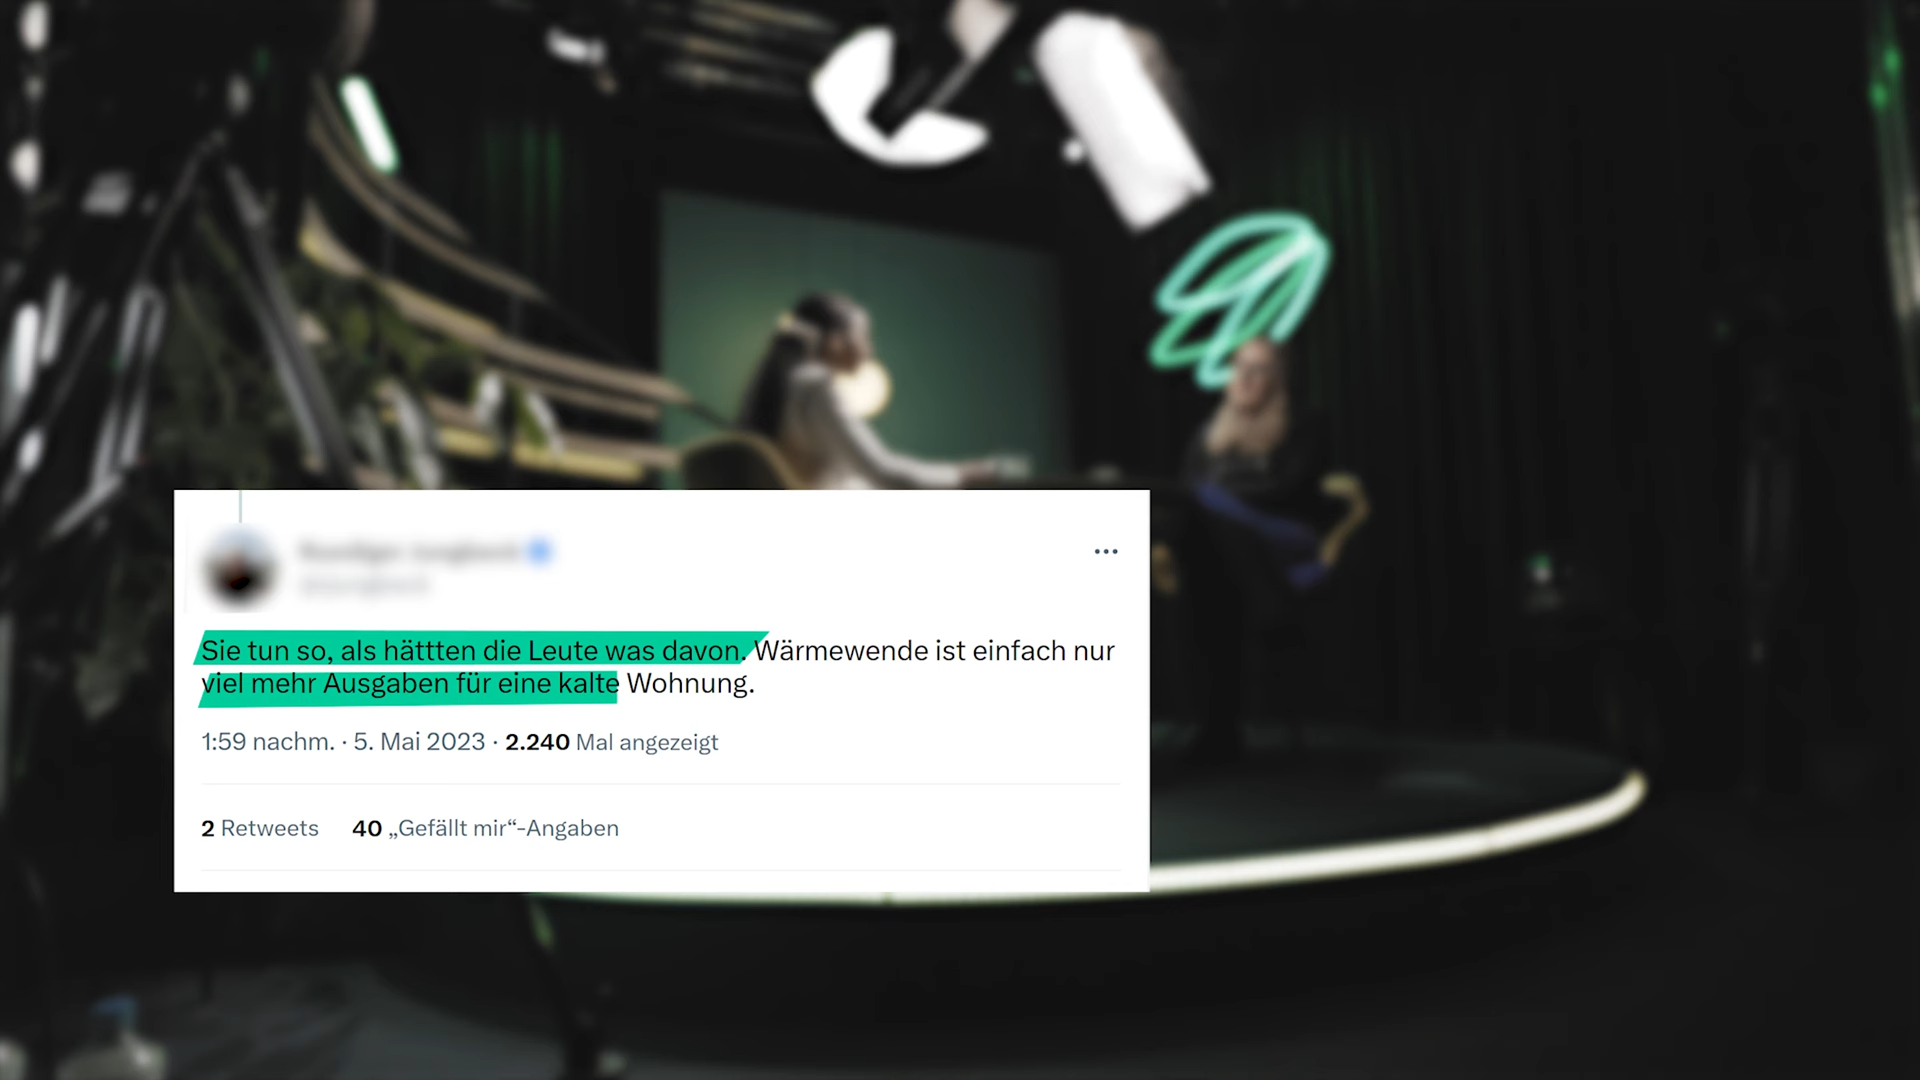 Sie tun so, als hättten die Leute was davon. Wärmewende ist einfach nur
viel mehr Ausgaben für eine kalte Wohnung.
1:59 nachm. · 5. Mai 2023 · 2.240 Mal angezeigt
2 Retweets 40 „Gefällt mir“-Angaben